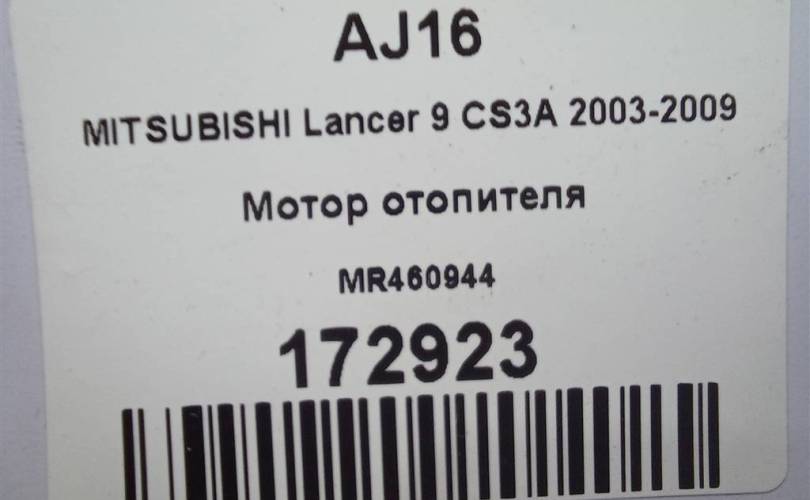 AJ16
MITSUBISHI Lancer 9 CS3A 2003-2009
Мотор отопителя
MR460944
172923